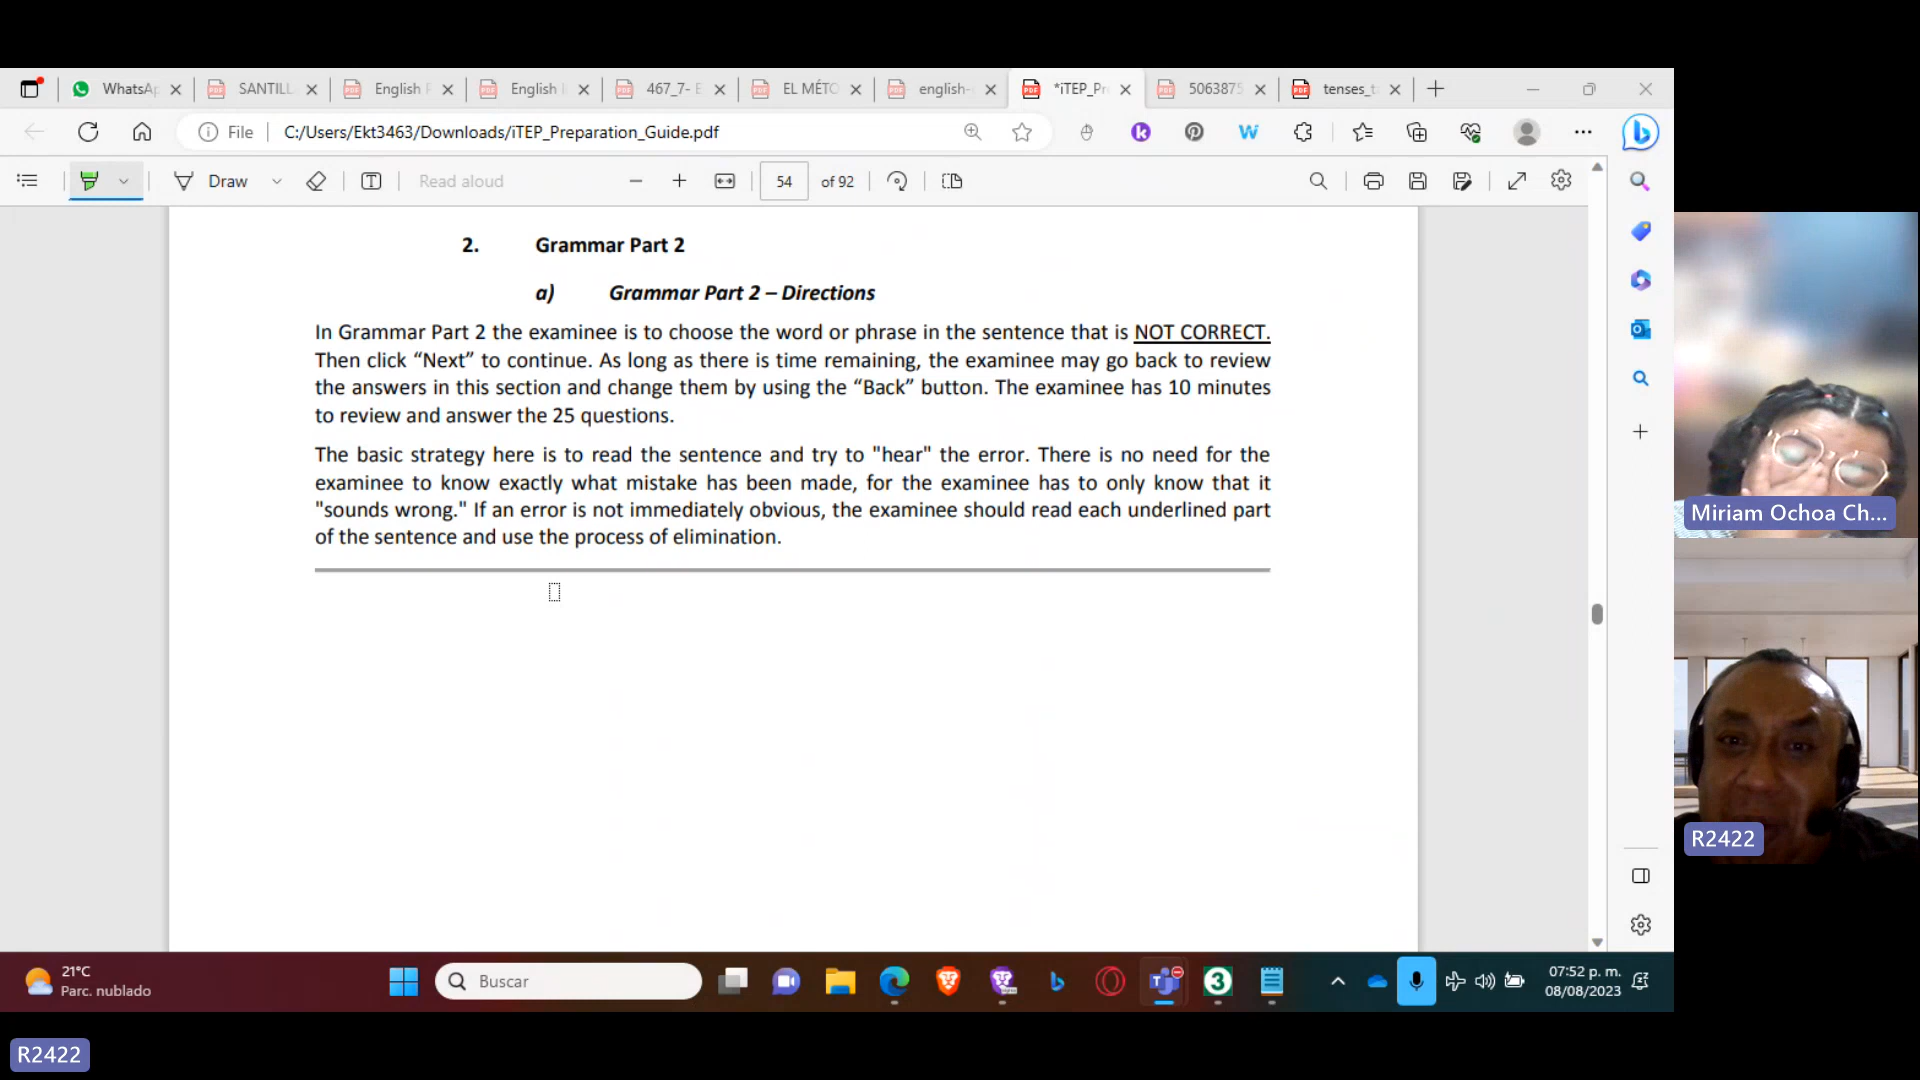 WhatsAp
SANTILL
English F
English I
467_7- E
EL MÉTO
english-
*iTEP_Pr
5063875
tenses_t
File
C:/Users/Ekt3463/Downloads/iTEP_Preparation_Guide.pdf
Draw
Read aloud
54
of 92
2. Grammar Part 2
a) Grammar Part 2 – Directions
In Grammar Part 2 the examinee is to choose the word or phrase in the sentence that is NOT CORRECT.
Then click “Next” to continue. As long as there is time remaining, the examinee may go back to review
the answers in this section and change them by using the “Back” button. The examinee has 10 minutes
to review and answer the 25 questions.
The basic strategy here is to read the sentence and try to "hear" the error. There is no need for the
examinee to know exactly what mistake has been made, for the examinee has to only know that it
"sounds wrong." If an error is not immediately obvious, the examinee should read each underlined part
of the sentence and use the process of elimination.
Miriam Ochoa Ch...
R2422
21°C
Parc. nublado
Buscar
07:52 p. m.
08/08/2023
R2422